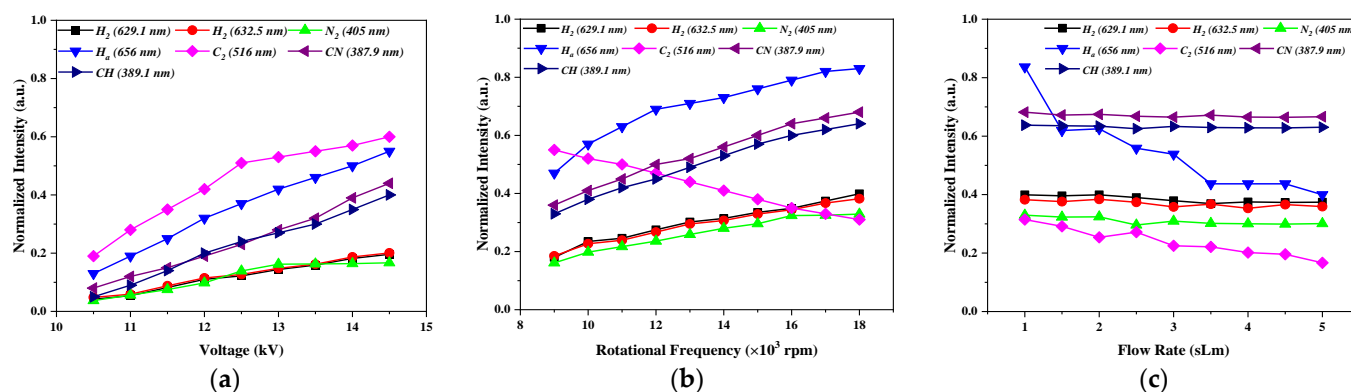 H2 (629.1 nm) H2 (632.5 nm) N2 (405 nm)
Ha (656 nm) C2 (516 nm) CN (387.9 nm)
CH (389.1 nm)
Normalized Intensity (a.u.)
1.0
0.8
0.6
0.4
0.2
0.0
10 11 12 13 14 15
Voltage (kV)
(a)
H2 (629.1 nm) H2 (632.5 nm) N2 (405 nm)
Ha (656 nm) C2 (516 nm) CN (387.9 nm)
CH (389.1 nm)
Normalized Intensity (a.u.)
1.0
0.8
0.6
0.4
0.2
0.0
8 10 12 14 16 18
Rotational Frequency (×10³ rpm)
(b)
H2 (629.1 nm) H2 (632.5 nm) N2 (405 nm)
Ha (656 nm) C2 (516 nm) CN (387.9 nm)
CH (389.1 nm)
Normalized Intensity (a.u.)
1.0
0.8
0.6
0.4
0.2
0.0
1 2 3 4 5
Flow Rate (sLm)
(c)